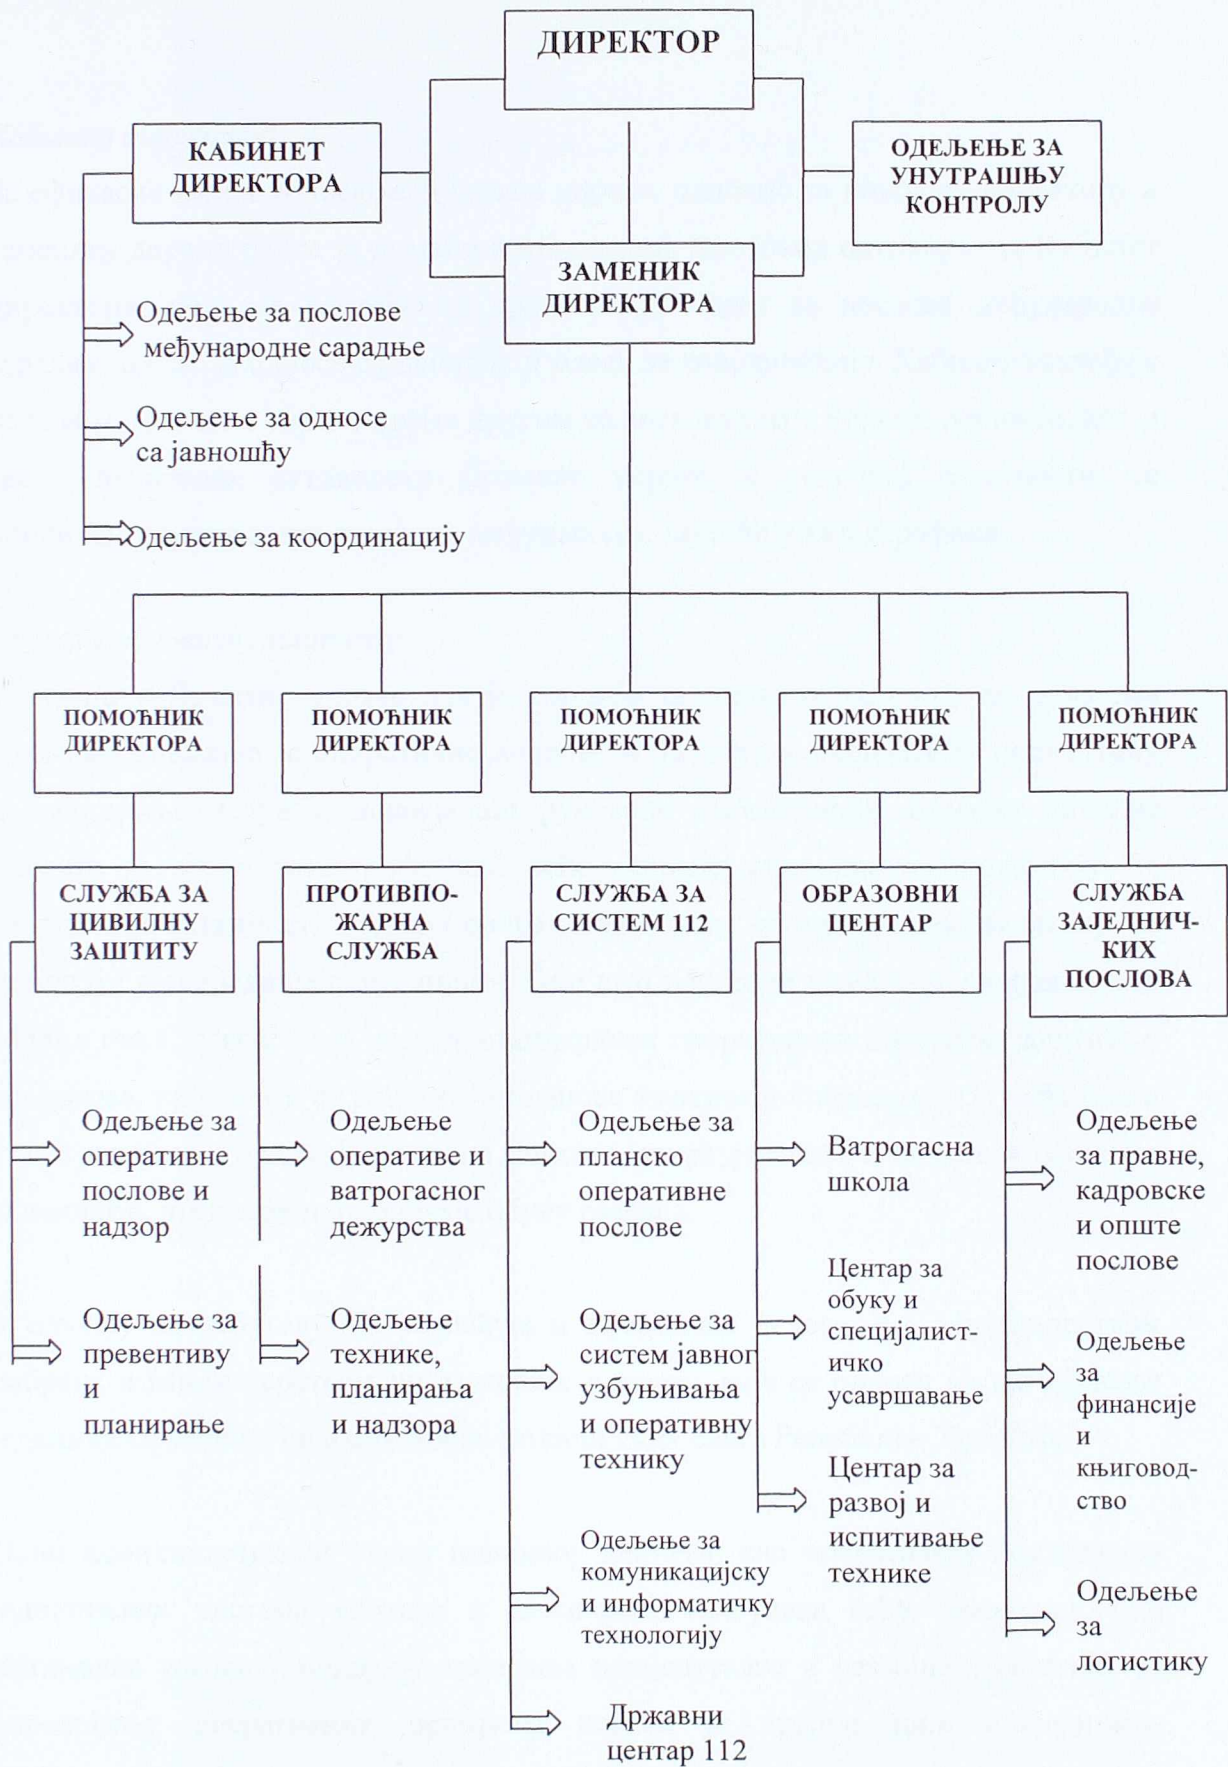 ДИРЕКТОР
КАБИНЕТ
ДИРЕКТОРА
ОДЕЉЕЊЕ ЗА
УНУТРАШЊУ
КОНТРОЛУ
ЗАМЕНИК
ДИРЕКТОРА
Одељење за послове
међународне сарадње
Одељење за односе
са јавношћу
Одељење за координацију
ПОМОЋНИК
ДИРЕКТОРА
ПОМОЋНИК
ДИРЕКТОРА
ПОМОЋНИК
ДИРЕКТОРА
ПОМОЋНИК
ДИРЕКТОРА
ПОМОЋНИК
ДИРЕКТОРА
СЛУЖБА ЗА
ЦИВИЛНУ
ЗАШТИТУ
ПРОТИВПО-
ЖАРНА
СЛУЖБА
СЛУЖБА ЗА
СИСТЕМ 112
ОБРАЗОВНИ
ЦЕНТАР
СЛУЖБА
ЗАЈЕДНИЧ-
КИХ
ПОСЛОВА
Одељење за
оперативне
послове и
надзор
Одељење за
превентиву
и
планирање
Одељење
оперативе и
ватрогасног
дежурства
Одељење
технике,
планирања
и надзора
Одељење за
планско
оперативне
послове
Одељење за
систем јавног
узбуњивања
и оперативну
технику
Одељење за
комуникацијску
и информатичку
технологију
Државни
центар 112
Ватрогасна
школа
Центар за
обуку и
специјалист-
ичко
усавршавање
Центар за
развој и
испитивање
технике
Одељење
за правне,
кадровске
и опште
послове
Одељење
за
финансије
и
књиговод-
ство
Одељење
за
логистику